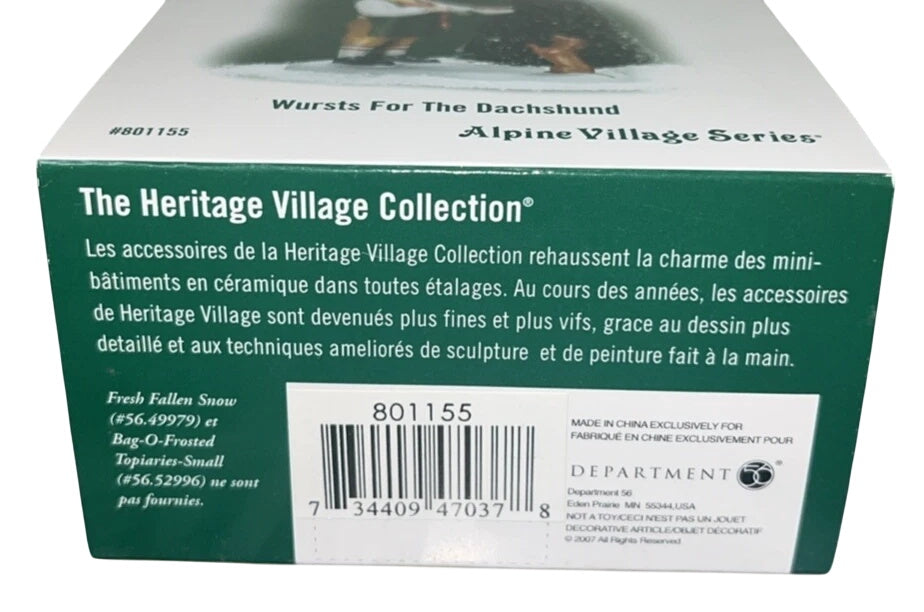 Wursts For The Dachshund
#801155
Alpine Village Series™
The Heritage Village Collection®
Les accessoires de la Heritage Village Collection rehaussent la charme des mini-
bâtiments en céramique dans toutes étalages. Au cours des années, les accessoires
de Heritage Village sont devenués plus fines et plus vifs, grace au dessin plus
detaillé et aux techniques ameliorés de sculpture et de peinture fait à la main.
Fresh Fallen Snow
(#56.49979) et
Bag-O-Frosted
Topiaries-Small
(#56.52996) ne sont
pas fournies.
801155
7 34409 47037 8
MADE IN CHINA EXCLUSIVELY FOR
FABRIQUÉ EN CHINE EXCLUSIVEMENT POUR
DEPARTMENT 56®
Department 56
Eden Prairie MN 55344,USA
NOT A TOY/CECI N'EST PAS UN JOUET
DECORATIVE ARTICLE/OBJET DÉCORATIF
© 2007 All Rights Reserved